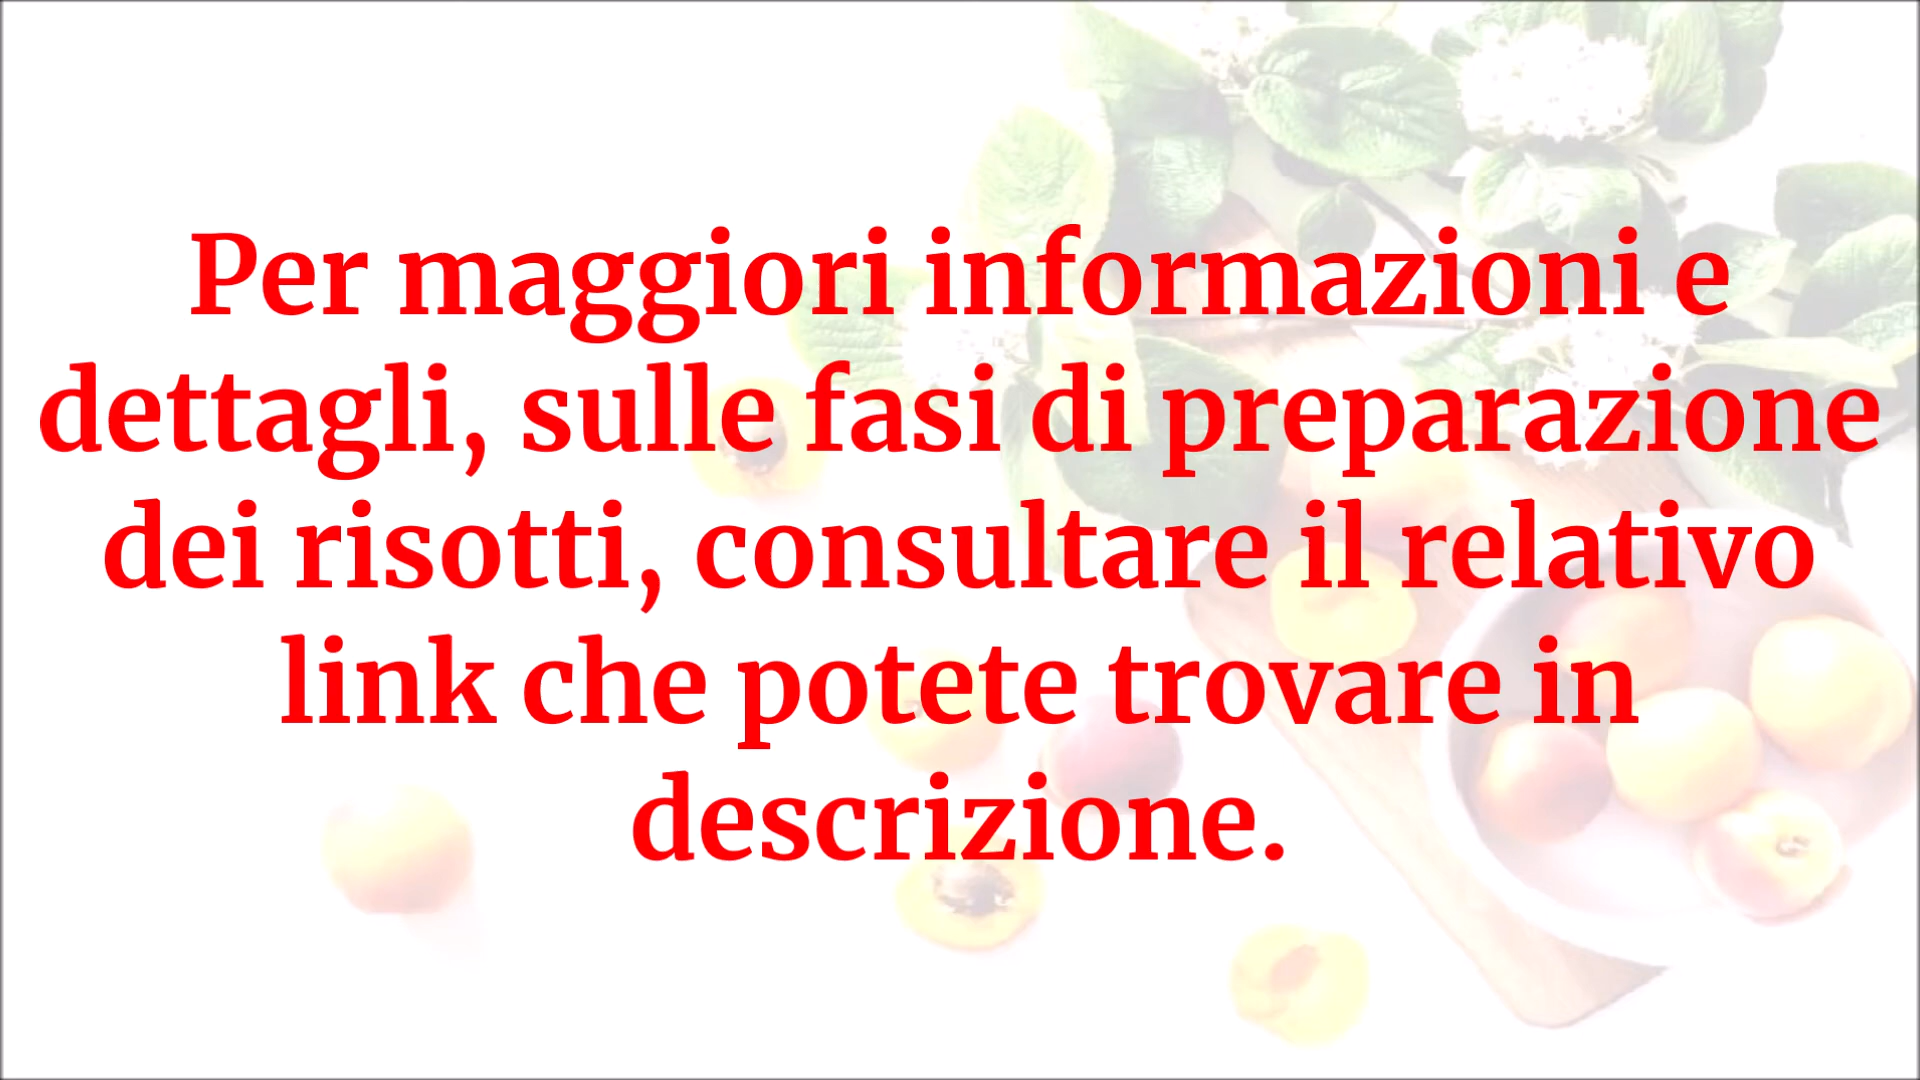 Per maggiori informazioni e
dettagli, sulle fasi di preparazione
dei risotti, consultare il relativo
link che potete trovare in
descrizione.